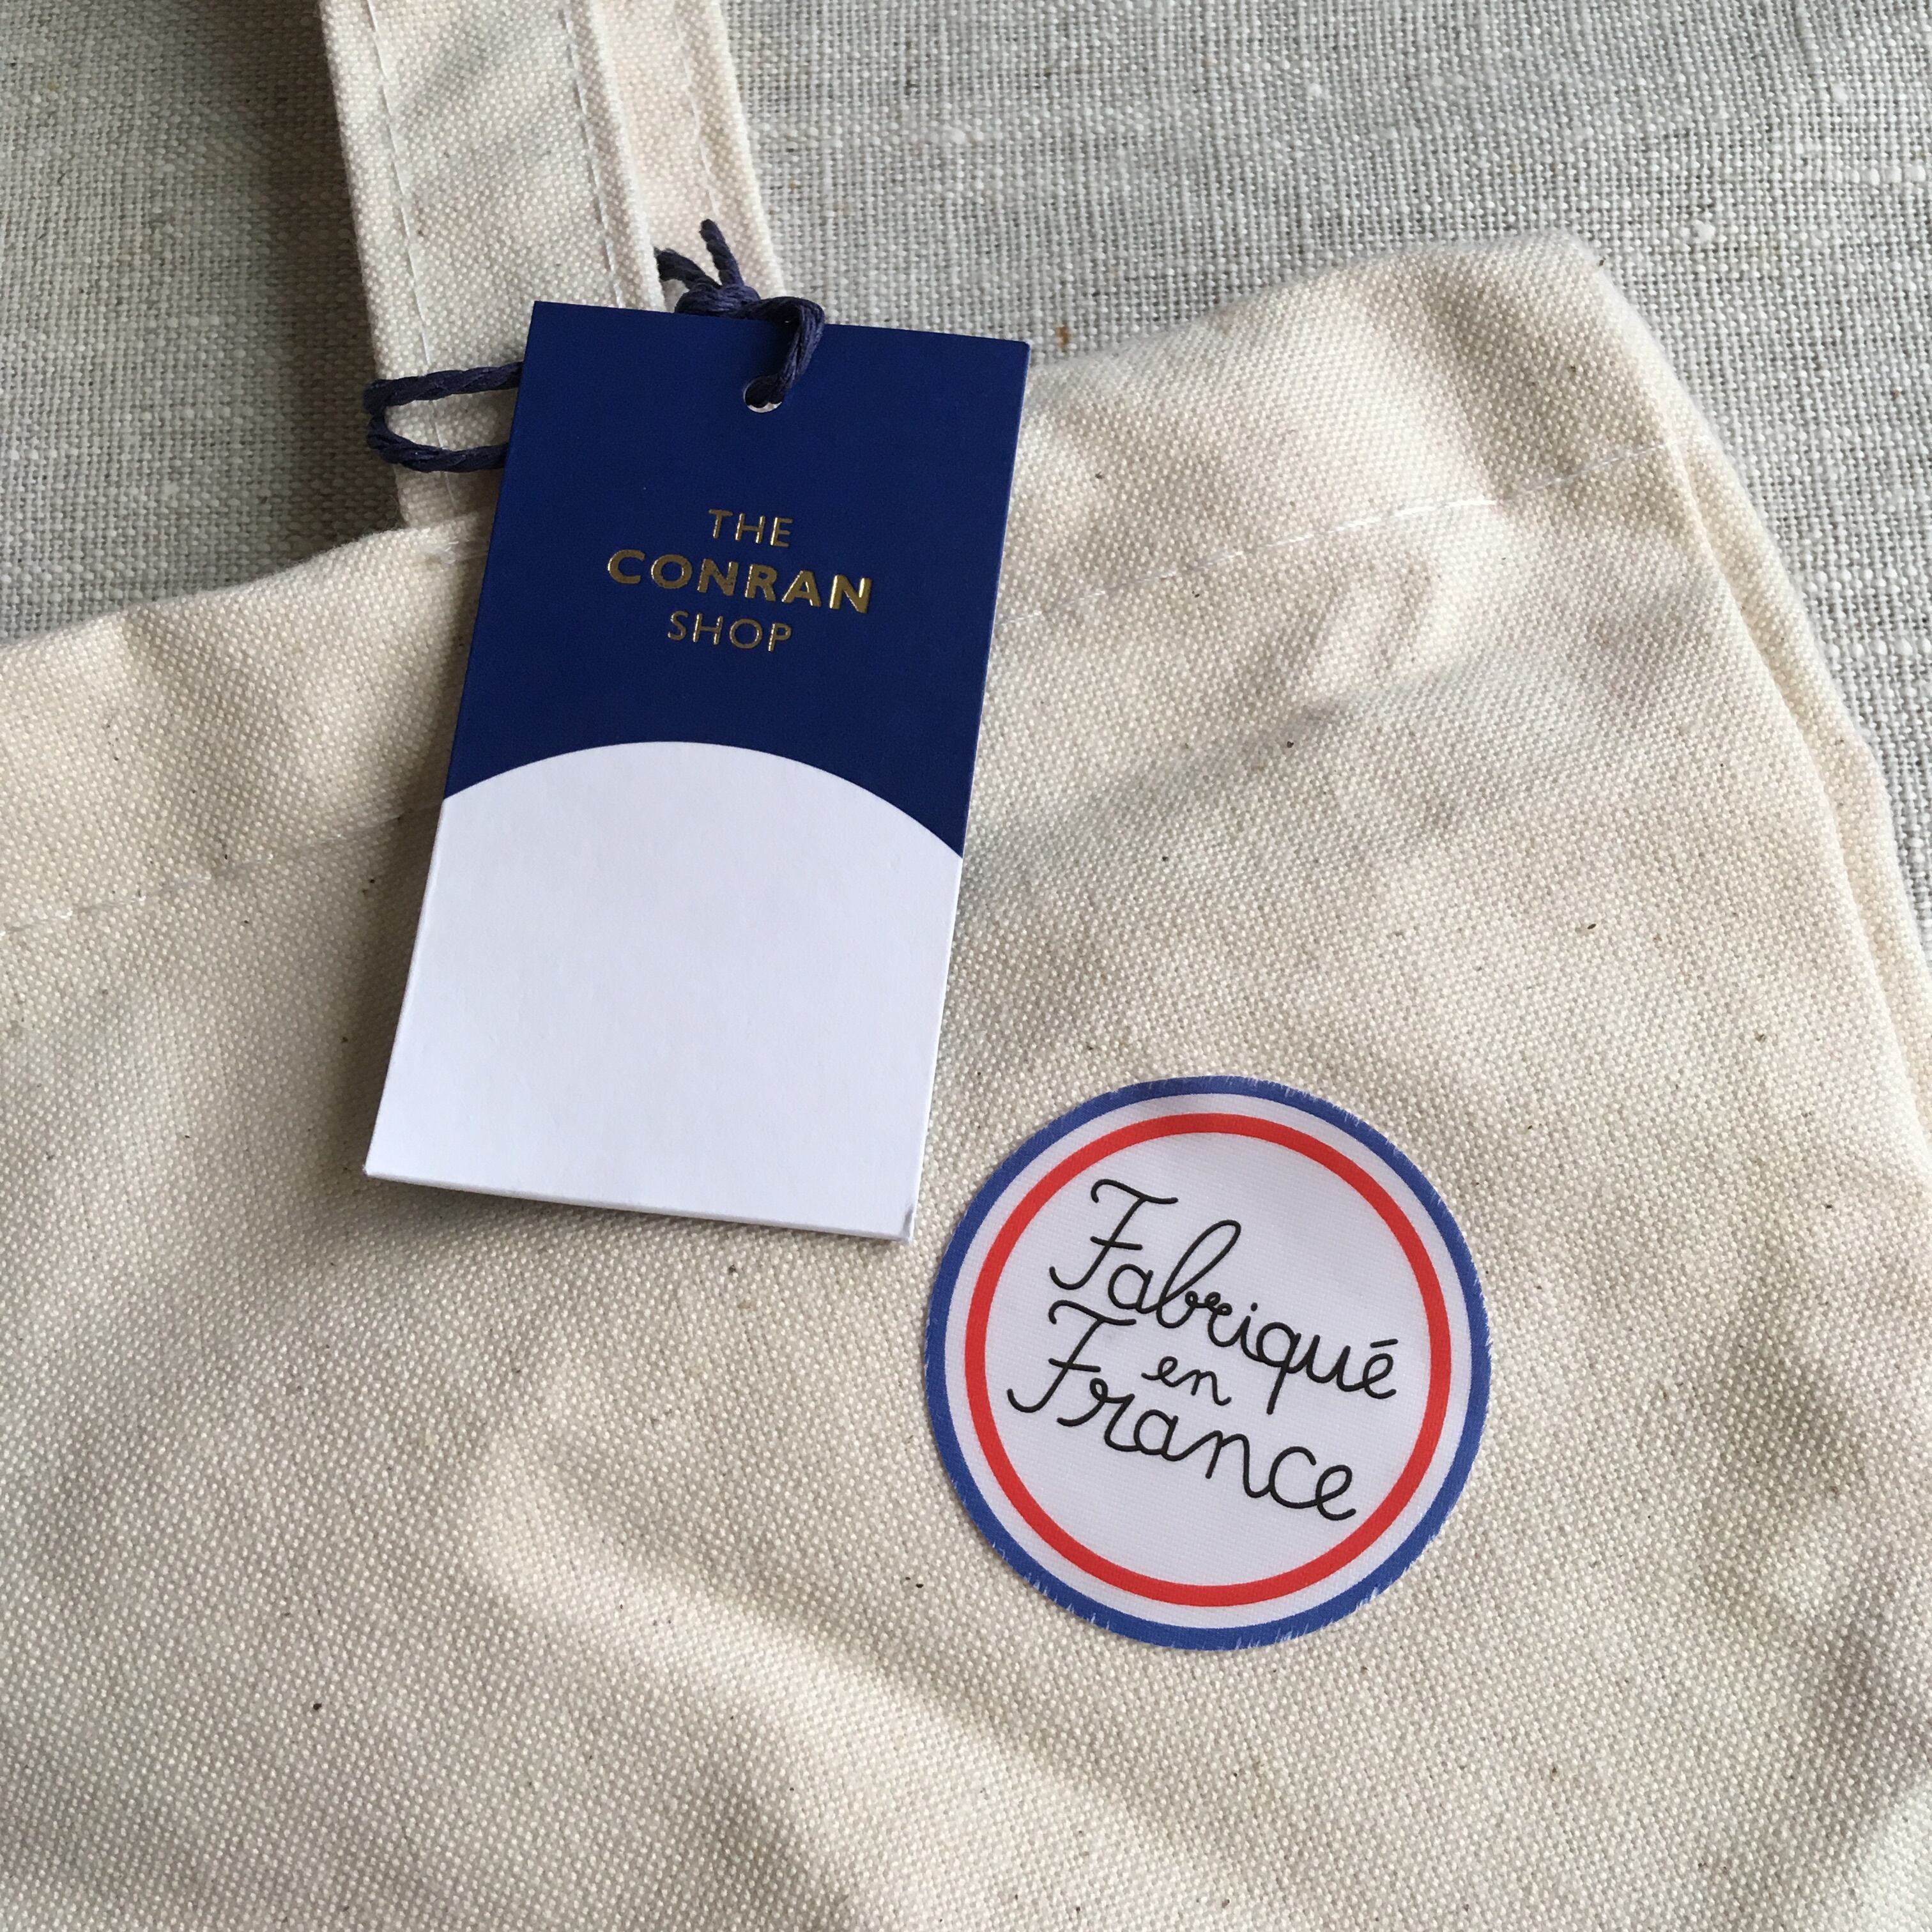 THE
CONRAN
SHOP
Fabriqué
en
France